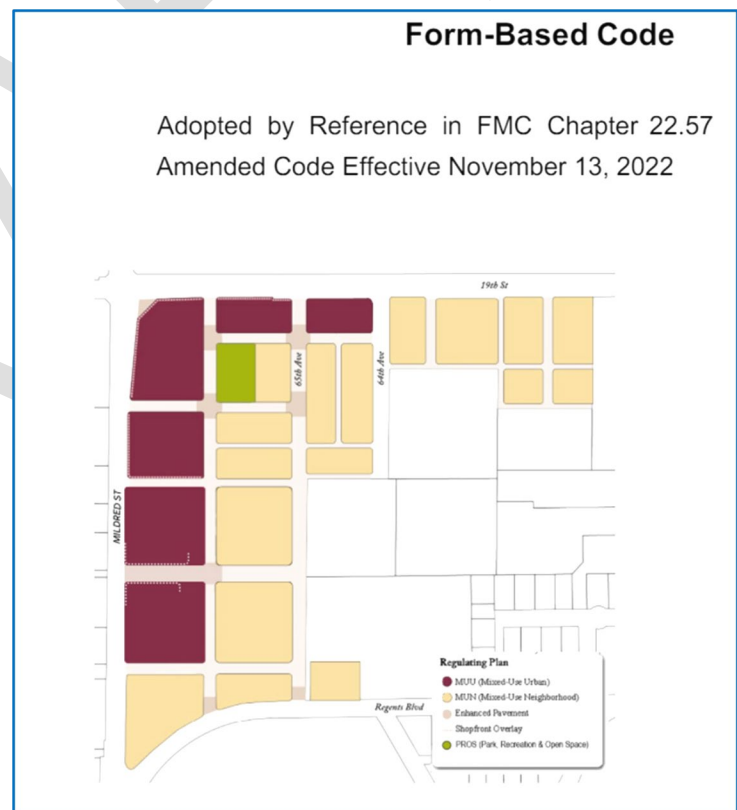 Form-Based Code
Adopted by Reference in FMC Chapter 22.57
Amended Code Effective November 13, 2022
19th St
65th Ave
64th Ave
MILDRED ST
Regents Blvd
Regulating Plan
MUU (Mixed-Use Urban)
MUN (Mixed-Use Neighborhood)
Enhanced Pavement
Shopfront Overlay
PROS (Park, Recreation & Open Space)